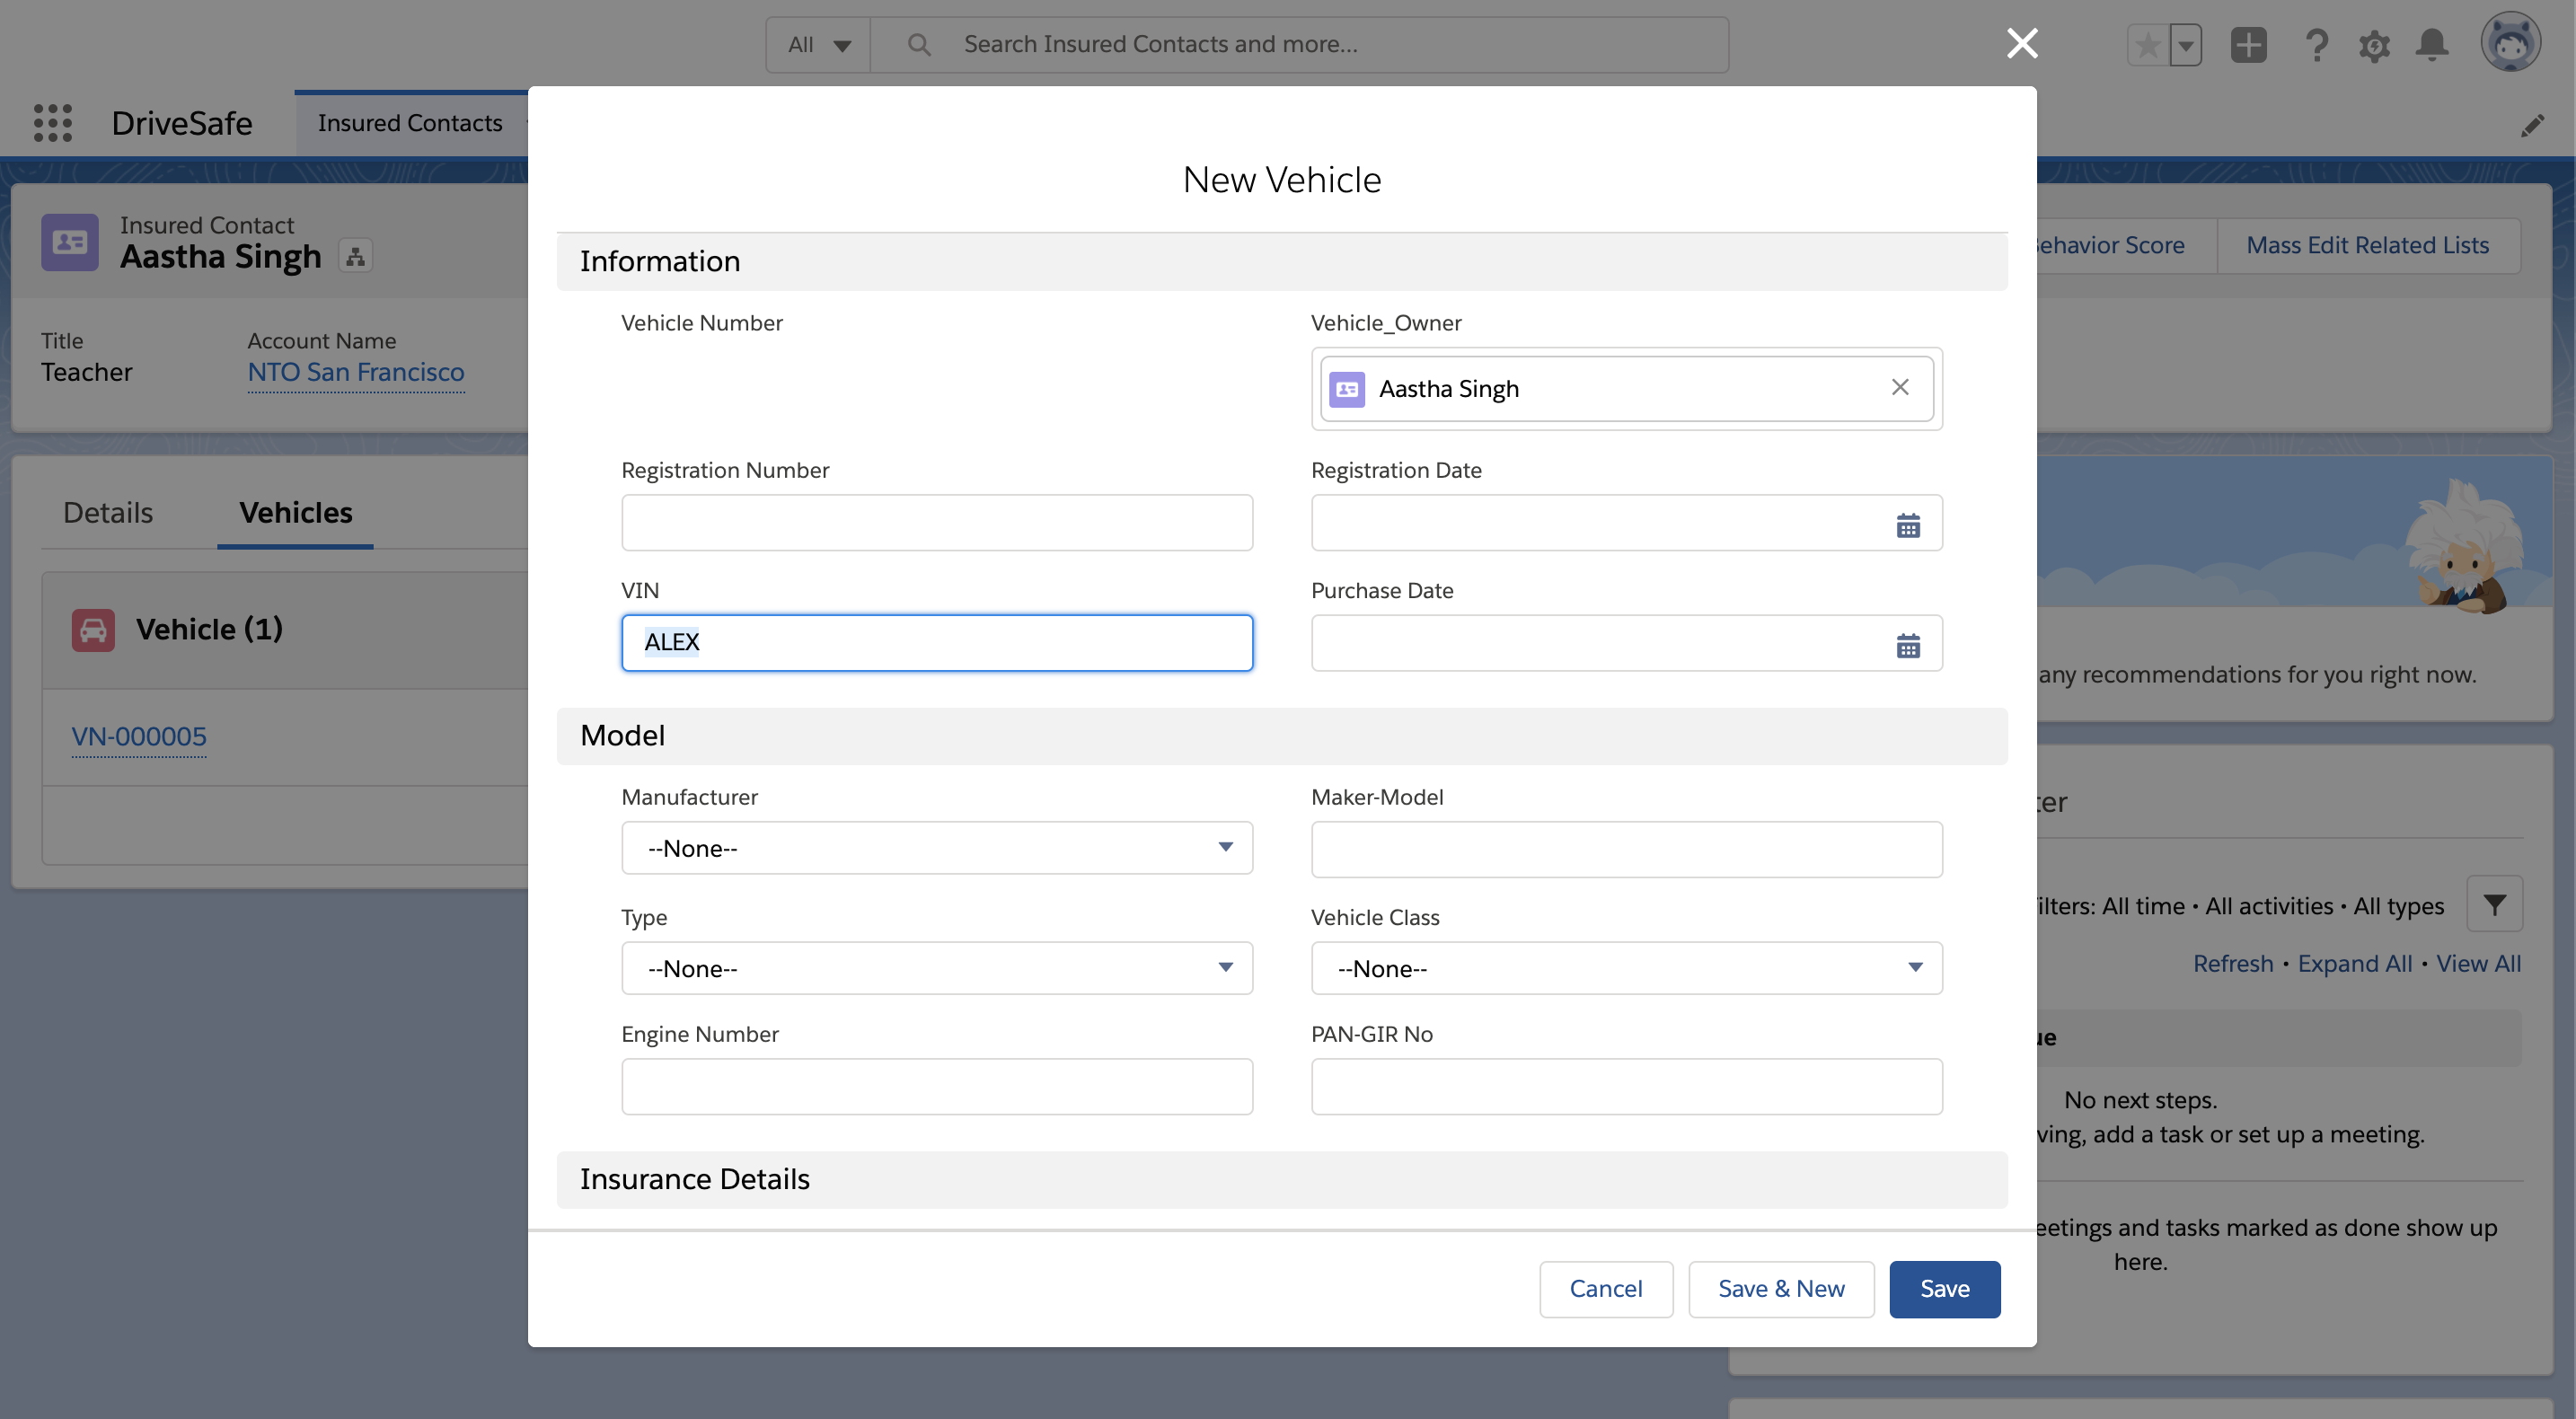 All
Search Insured Contacts and more...
DriveSafe
Insured Contacts
Insured Contact
Aastha Singh
Title
Teacher
Account Name
NTO San Francisco
Behavior Score
Mass Edit Related Lists
Details
Vehicles
Vehicle (1)
VN-000005
New Vehicle
Information
Vehicle Number
Vehicle_Owner
Aastha Singh
Registration Number
Registration Date
VIN
ALEX
Purchase Date
Model
Manufacturer
--None--
Maker-Model
Type
--None--
Vehicle Class
--None--
Engine Number
PAN-GIR No
Insurance Details
Cancel
Save & New
Save
any recommendations for you right now.
ter
ilters: All time • All activities • All types
Refresh • Expand All • View All
ue
No next steps.
ving, add a task or set up a meeting.
eetings and tasks marked as done show up
here.